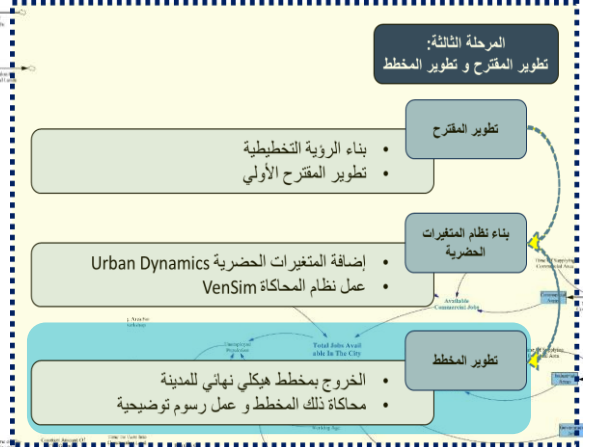 المرحلة الثالثة:
تطوير المقترح و تطوير المخطط
تطوير المقترح
• بناء الرؤية التخطيطية
• تطوير المقترح الأولي
بناء نظام المتغيرات
الحضرية
• إضافة المتغيرات الحضرية Urban Dynamics
• عمل نظام المحاكاة VenSim
Available
Commercial Jobs
Total Jobs Avail
able In The City
تطوير المخطط
• الخروج بمخطط هيكلي نهائي للمدينة
• محاكاة ذلك المخطط و عمل رسوم توضيحية